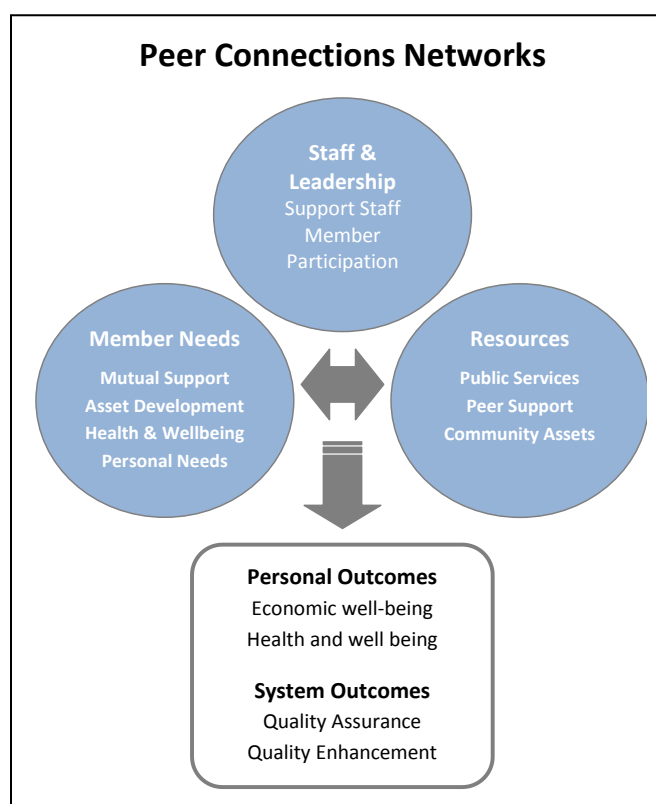 Peer Connections Networks
Staff &
Leadership
Support Staff
Member
Participation
Member Needs
Mutual Support
Asset Development
Health & Wellbeing
Personal Needs
Resources
Public Services
Peer Support
Community Assets
Personal Outcomes
Economic well-being
Health and well being
System Outcomes
Quality Assurance
Quality Enhancement